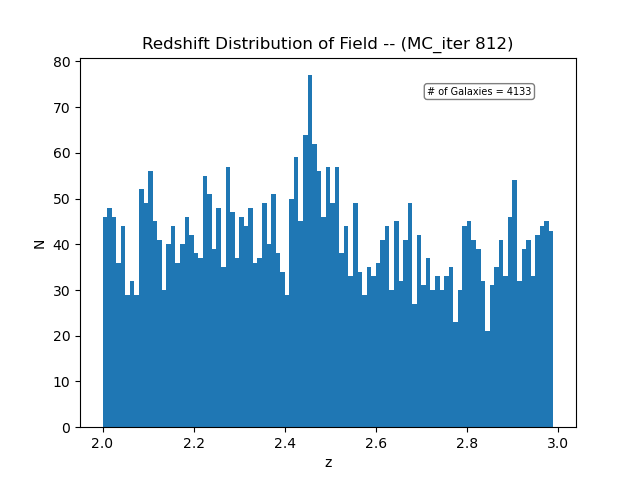 Redshift Distribution of Field -- (MC_iter 812)
# of Galaxies = 4133
80
70
60
50
40
30
20
10
0
N
2.0 2.2 2.4 2.6 2.8 3.0
z